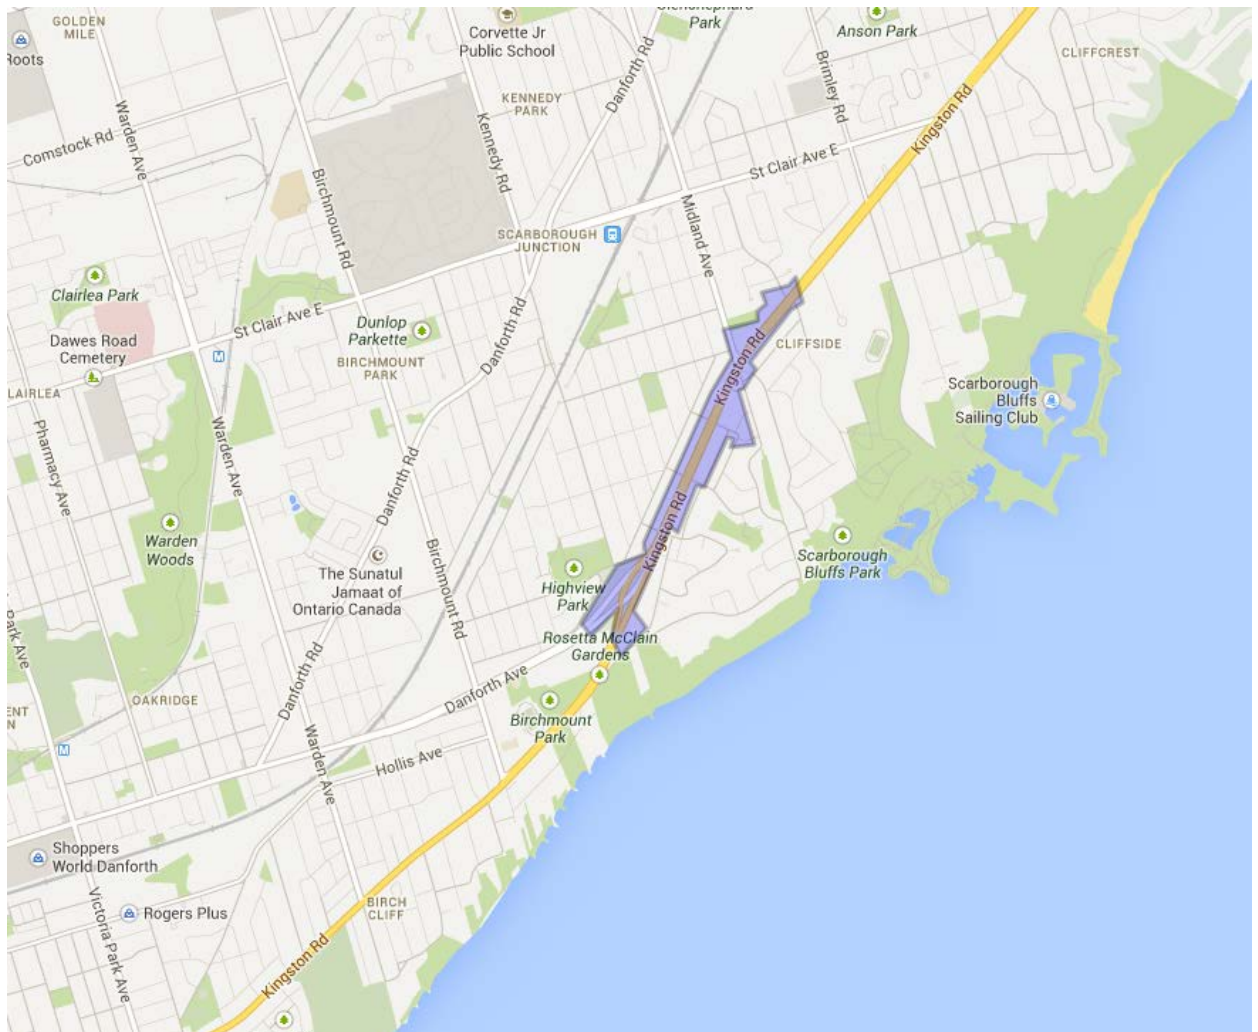 GOLDEN
MILE
Roots
Corvette Jr
Public School
Park
Anson Park
CLIFFCREST
Danforth Rd
Brimley Rd
Kingston Rd
KENNEDY
PARK
Warden Ave
Comstock Rd
Kennedy Rd
St Clair Ave E
Birchmount Rd
Midland Ave
SCARBOROUGH
JUNCTION
Clairlea Park
St Clair Ave E
Dunlop
Parkette
Danforth Rd
Dawes Road
Cemetery
BIRCHMOUNT
PARK
Kingston Rd
CLIFFSIDE
LAIRLEA
Scarborough
Bluffs
Sailing Club
Pharmacy Ave
Warden Ave
Danforth Rd
Warden
Woods
Kingston Rd
Scarborough
Bluffs Park
The Sunatul
Jamaat of
Ontario Canada
Birchmount Rd
Highview
Park
Park Ave
Rosetta McClain
Gardens
Danforth Rd
Danforth Ave
OAKRIDGE
ENT
N
Birchmount
Park
Warden Ave
Hollis Ave
Shoppers
World Danforth
Victoria Park Ave
Rogers Plus
BIRCH
CLIFF
Kingston Rd